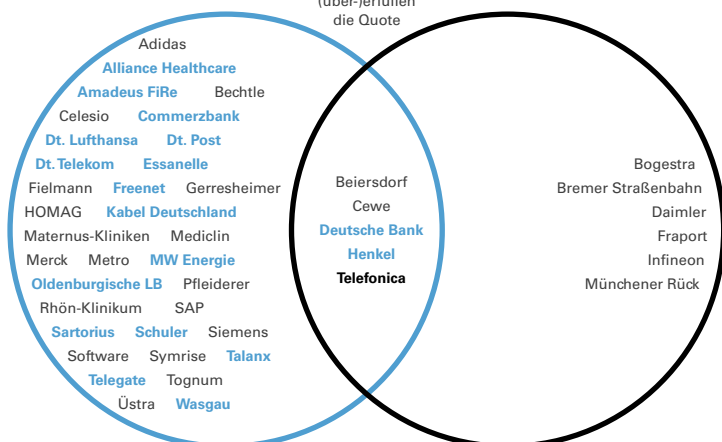 (über-)erfüllen
die Quote
Adidas
Alliance Healthcare
Amadeus FiRe Bechtle
Celesio Commerzbank
Dt. Lufthansa Dt. Post
Dt. Telekom Essanelle
Fielmann Freenet Gerresheimer
HOMAG Kabel Deutschland
Maternus-Kliniken Mediclin
Merck Metro MW Energie
Oldenburgische LB Pfleiderer
Rhön-Klinikum SAP
Sartorius Schuler Siemens
Software Symrise Talanx
Telegate Tognum
Üstra Wasgau
Beiersdorf
Cewe
Deutsche Bank
Henkel
Telefonica
Bogestra
Bremer Straßenbahn
Daimler
Fraport
Infineon
Münchener Rück